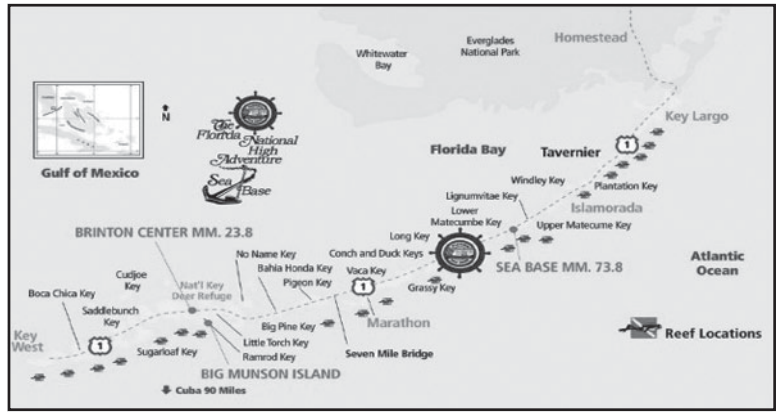 Homestead
Everglades
National Park
Whitewater
Bay
Key Largo
N
The
Florida
National
High
Adventure
Sea
Base
Gulf of Mexico
Florida Bay
Tavernier
1
Windley Key
Plantation Key
Lignumvitae Key
Islamorada
Lower
Matecumbe Key
Upper Matecume Key
BRINTON CENTER MM. 23.8
Long Key
No Name Key
Conch and Duck Keys
SEA BASE MM. 73.8
Atlantic
Ocean
Cudjoe
Key
Bahia Honda Key
Vaca Key
Nat'l Key
Deer Refuge
Pigeon Key
1
Grassy Key
Boca Chica Key
Saddlebunch
Key
Big Pine Key
Marathon
Reef Locations
Key
West
1
Little Torch Key
Sugarloaf Key
Ramrod Key
Seven Mile Bridge
BIG MUNSON ISLAND
Cuba 90 Miles